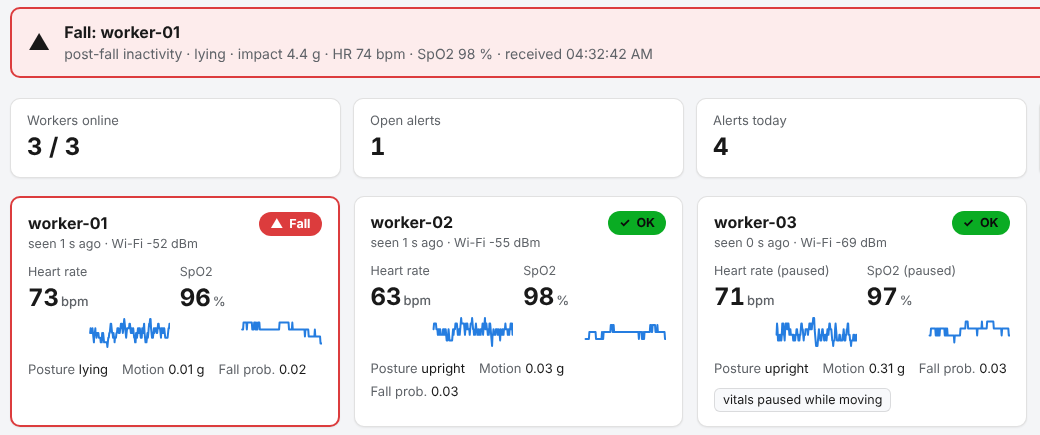 Fall: worker-01
post-fall inactivity · lying · impact 4.4 g · HR 74 bpm · SpO2 98 % · received 04:32:42 AM
Workers online
3 / 3
Open alerts
1
Alerts today
4
worker-01
Fall
seen 1 s ago · Wi-Fi -52 dBm
Heart rate
SpO2
73 bpm
96 %
Posture lying Motion 0.01 g Fall prob. 0.02
worker-02
OK
seen 1 s ago · Wi-Fi -55 dBm
Heart rate
SpO2
63 bpm
98 %
Posture upright Motion 0.03 g
Fall prob. 0.03
worker-03
OK
seen 0 s ago · Wi-Fi -69 dBm
Heart rate (paused)
SpO2 (paused)
71 bpm
97 %
Posture upright Motion 0.31 g Fall prob. 0.03
vitals paused while moving